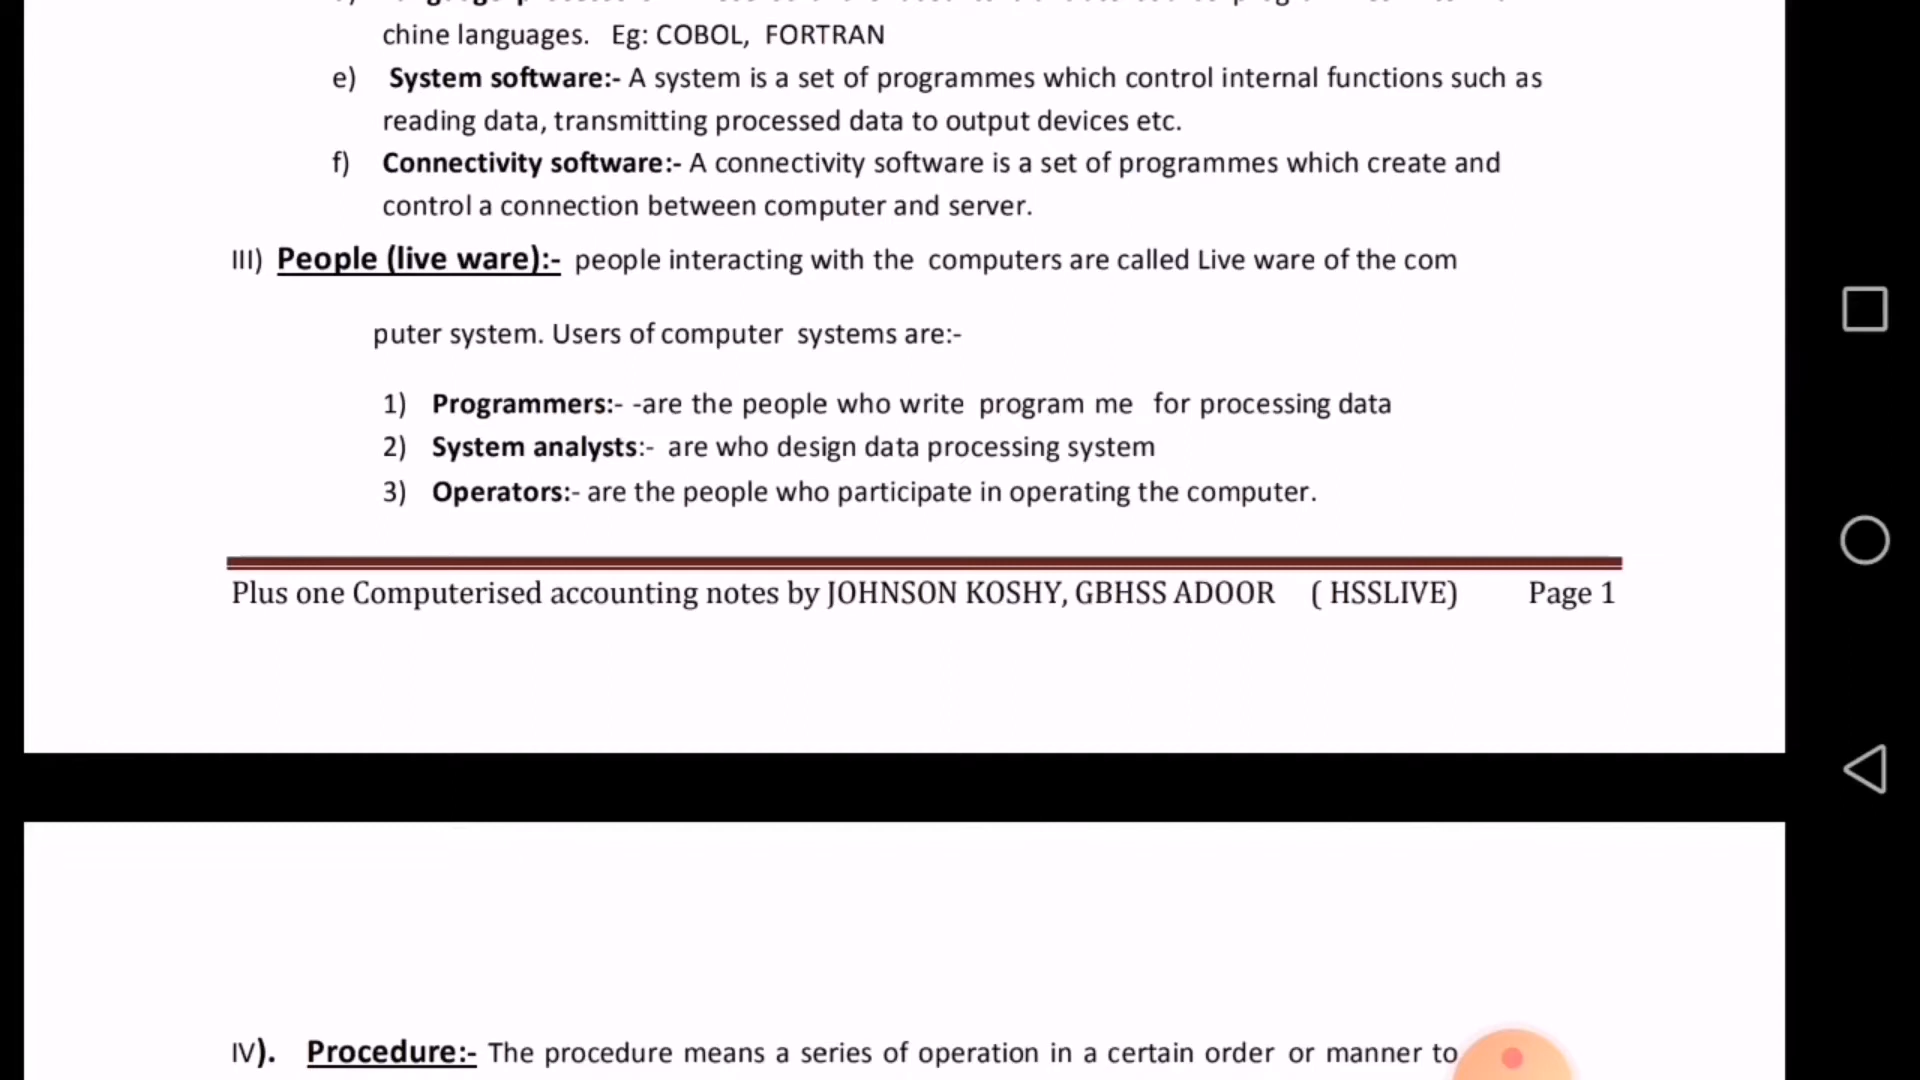 chine languages. Eg: COBOL, FORTRAN
e) System software:- A system is a set of programmes which control internal functions such as
reading data, transmitting processed data to output devices etc.
f) Connectivity software:- A connectivity software is a set of programmes which create and
control a connection between computer and server.
III) People (live ware):- people interacting with the computers are called Live ware of the com
puter system. Users of computer systems are:-
1) Programmers:- -are the people who write program me for processing data
2) System analysts:- are who design data processing system
3) Operators:- are the people who participate in operating the computer.
Plus one Computerised accounting notes by JOHNSON KOSHY, GBHSS ADOOR ( HSSLIVE) Page 1
IV). Procedure:- The procedure means a series of operation in a certain order or manner to